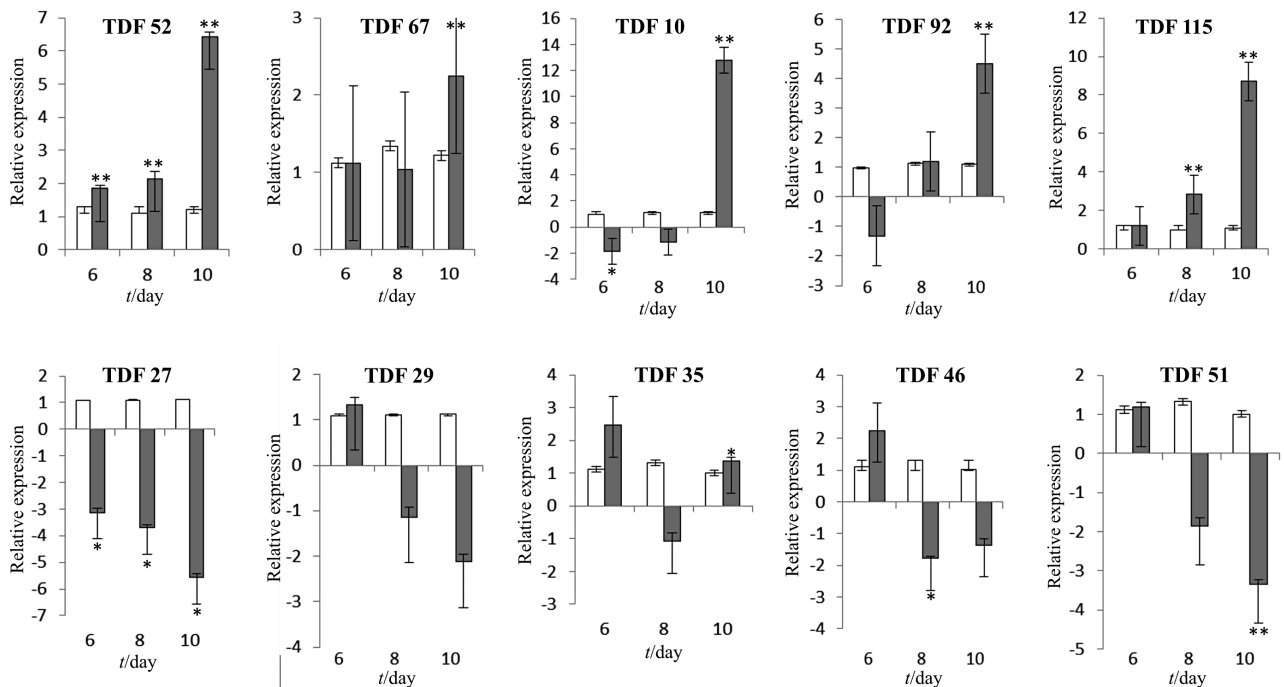 TDF 52
Relative expression
7
6
5
4
3
2
1
0
** ** **
6 8 10
t/day
TDF 67
Relative expression
3
2
1
0
**
6 8 10
t/day
TDF 10
Relative expression
16
14
12
10
8
6
4
2
0
-2
-4
* **
6 8 10
t/day
TDF 92
Relative expression
6
5
4
3
2
1
0
-1
-2
-3
**
6 8 10
t/day
TDF 115
Relative expression
12
10
8
6
4
2
0
** **
6 8 10
t/day
TDF 27
Relative expression
2
1
0
-1
-2
-3
-4
-5
-6
-7
* * *
6 8 10
t/day
TDF 29
Relative expression
2
1
0
-1
-2
-3
-4
6 8 10
t/day
TDF 35
Relative expression
4
3
2
1
0
-1
-2
-3
*
6 8 10
t/day
TDF 46
Relative expression
4
3
2
1
0
-1
-2
-3
-4
*
6 8 10
t/day
TDF 51
Relative expression
2
1
0
-1
-2
-3
-4
-5
**
6 8 10
t/day